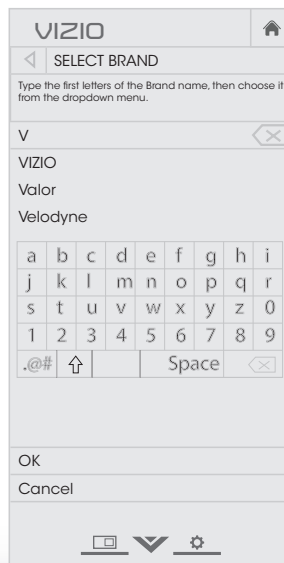 VIZIO
SELECT BRAND
Type the first letters of the Brand name, then choose it
from the dropdown menu.
V
VIZIO
Valor
Velodyne
a b c d e f g h i
j k l m n o p q r
s t u v w x y z 0
1 2 3 4 5 6 7 8 9
.@# Space
OK
Cancel